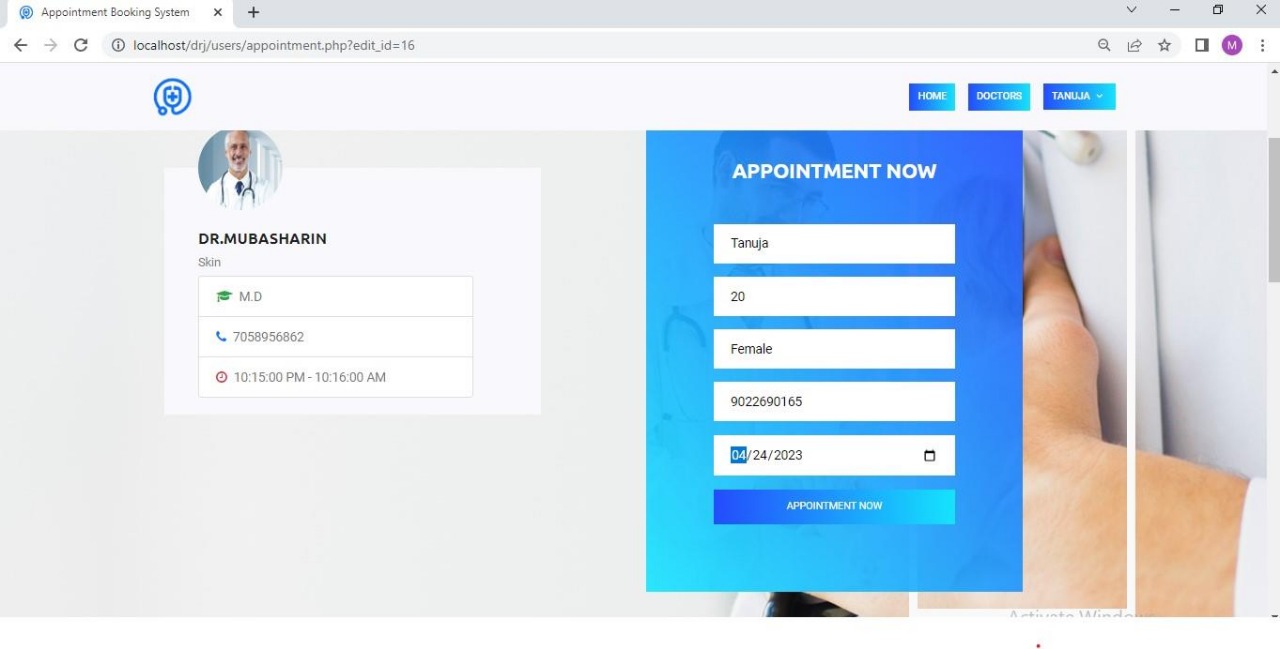 Appointment Booking System
localhost/drj/users/appointment.php?edit_id=16
M
HOME
DOCTORS
TANUJA
DR.MUBASHARIN
Skin
M.D
7058956862
10:15:00 PM - 10:16:00 AM
APPOINTMENT NOW
Tanuja
20
Female
9022690165
04/24/2023
APPOINTMENT NOW
Activate Windows